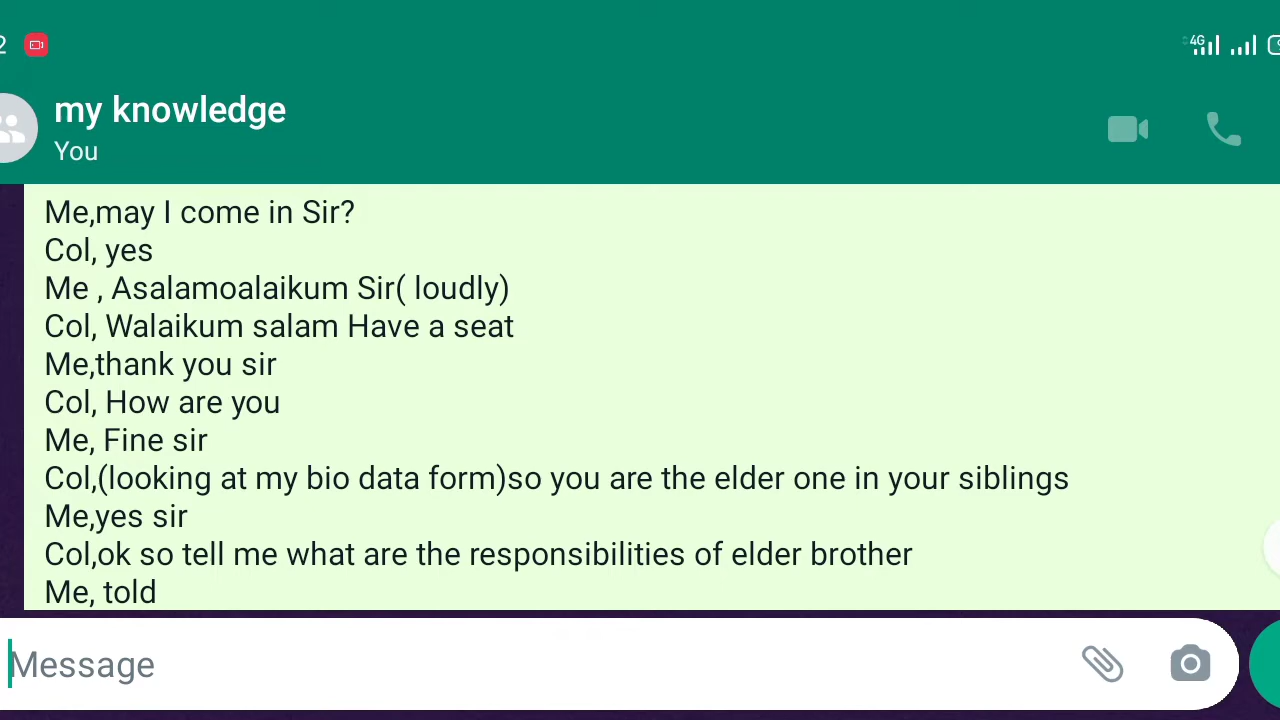 2
4G
my knowledge
You
Me,may I come in Sir?
Col, yes
Me , Asalamoalaikum Sir( loudly)
Col, Walaikum salam Have a seat
Me,thank you sir
Col, How are you
Me, Fine sir
Col,(looking at my bio data form)so you are the elder one in your siblings
Me,yes sir
Col,ok so tell me what are the responsibilities of elder brother
Me, told
Message